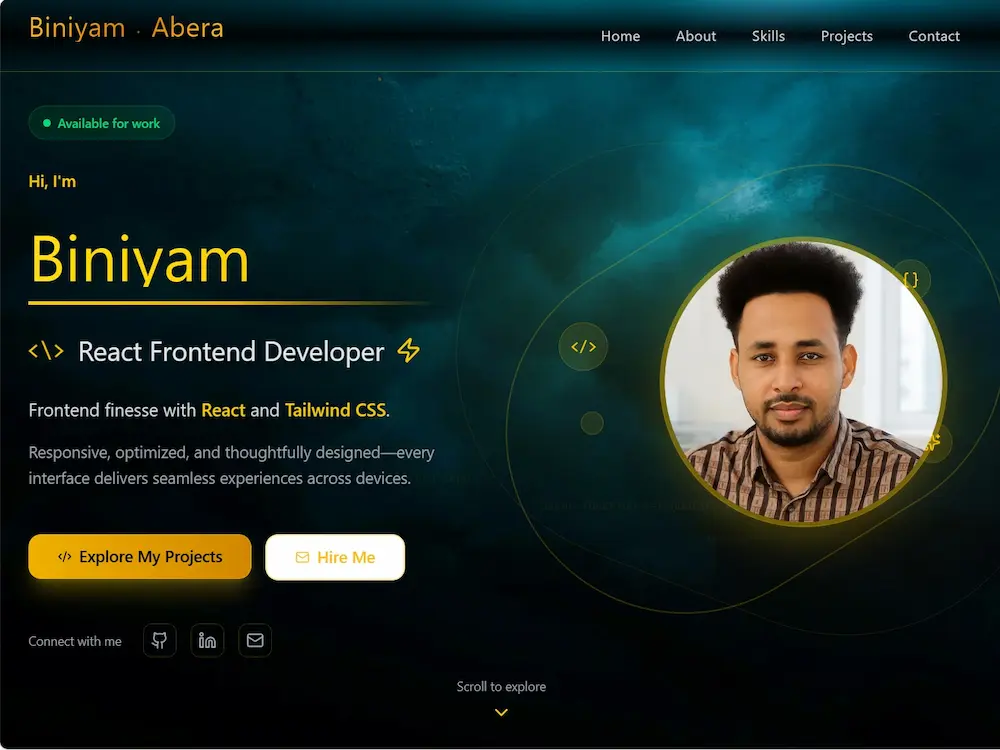 Biniyam · Abera
Home About Skills Projects Contact
Available for work
Hi, I'm
Biniyam
<\> React Frontend Developer
Frontend finesse with React and Tailwind CSS.
Responsive, optimized, and thoughtfully designed—every
interface delivers seamless experiences across devices.
</>
{}
</> Explore My Projects
Hire Me
Connect with me
Scroll to explore